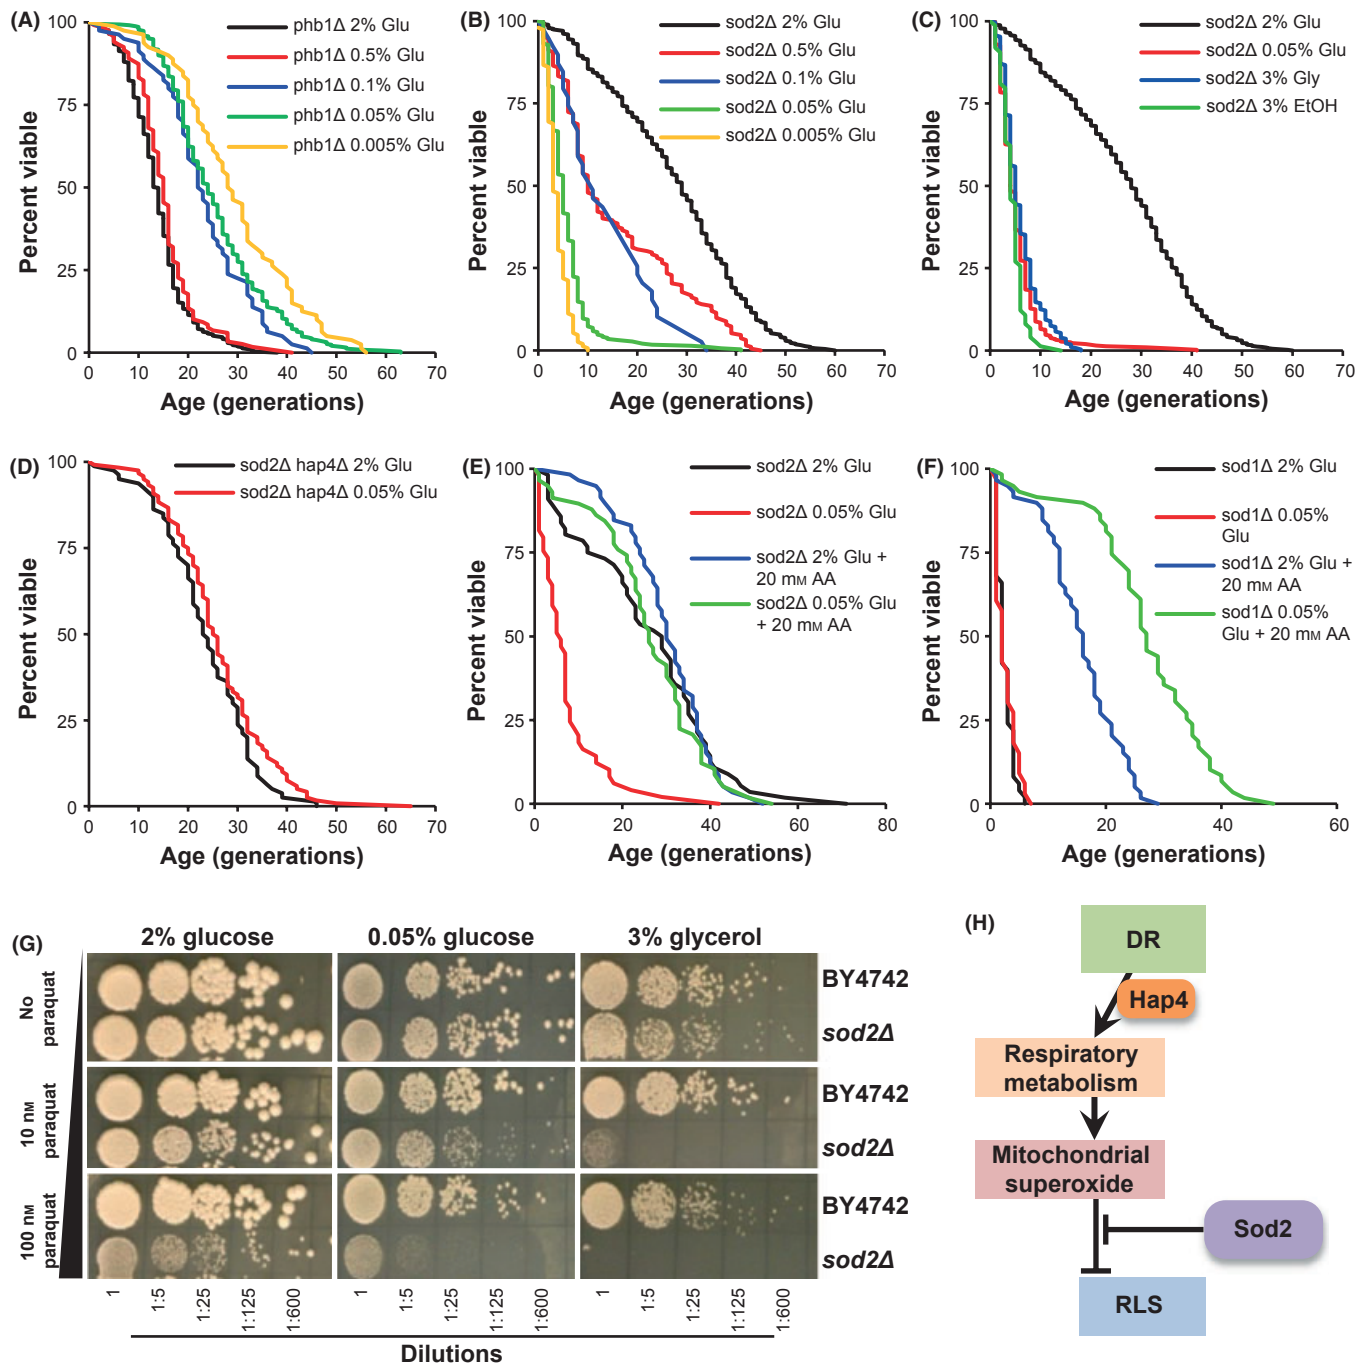 (A)
100
75
50
25
0
0 10 20 30 40 50 60 70
Percent viable
Age (generations)
phb1Δ 2% Glu
phb1Δ 0.5% Glu
phb1Δ 0.1% Glu
phb1Δ 0.05% Glu
phb1Δ 0.005% Glu
(B)
100
75
50
25
0
0 10 20 30 40 50 60 70
Percent viable
Age (generations)
sod2Δ 2% Glu
sod2Δ 0.5% Glu
sod2Δ 0.1% Glu
sod2Δ 0.05% Glu
sod2Δ 0.005% Glu
(C)
100
75
50
25
0
0 10 20 30 40 50 60 70
Percent viable
Age (generations)
sod2Δ 2% Glu
sod2Δ 0.05% Glu
sod2Δ 3% Gly
sod2Δ 3% EtOH
(D)
100
75
50
25
0
0 10 20 30 40 50 60 70
Percent viable
Age (generations)
sod2Δ hap4Δ 2% Glu
sod2Δ hap4Δ 0.05% Glu
(E)
100
75
50
25
0
0 20 40 60 80
Percent viable
Age (generations)
sod2Δ 2% Glu
sod2Δ 0.05% Glu
sod2Δ 2% Glu +
20 mM AA
sod2Δ 0.05% Glu
+ 20 mM AA
(F)
100
75
50
25
0
0 20 40 60
Percent viable
Age (generations)
sod1Δ 2% Glu
sod1Δ 0.05%
Glu
sod1Δ 2% Glu +
20 mM AA
sod1Δ 0.05%
Glu + 20 mM AA
(G)
2% glucose 0.05% glucose 3% glycerol
No
paraquat
BY4742
sod2Δ
10 nM
paraquat
BY4742
sod2Δ
100 nM
paraquat
BY4742
sod2Δ
1 1:5 1:25 1:125 1:600 1 1:5 1:25 1:125 1:600 1 1:5 1:25 1:125 1:600
Dilutions
(H)
DR
Hap4
Respiratory
metabolism
Mitochondrial
superoxide
Sod2
RLS